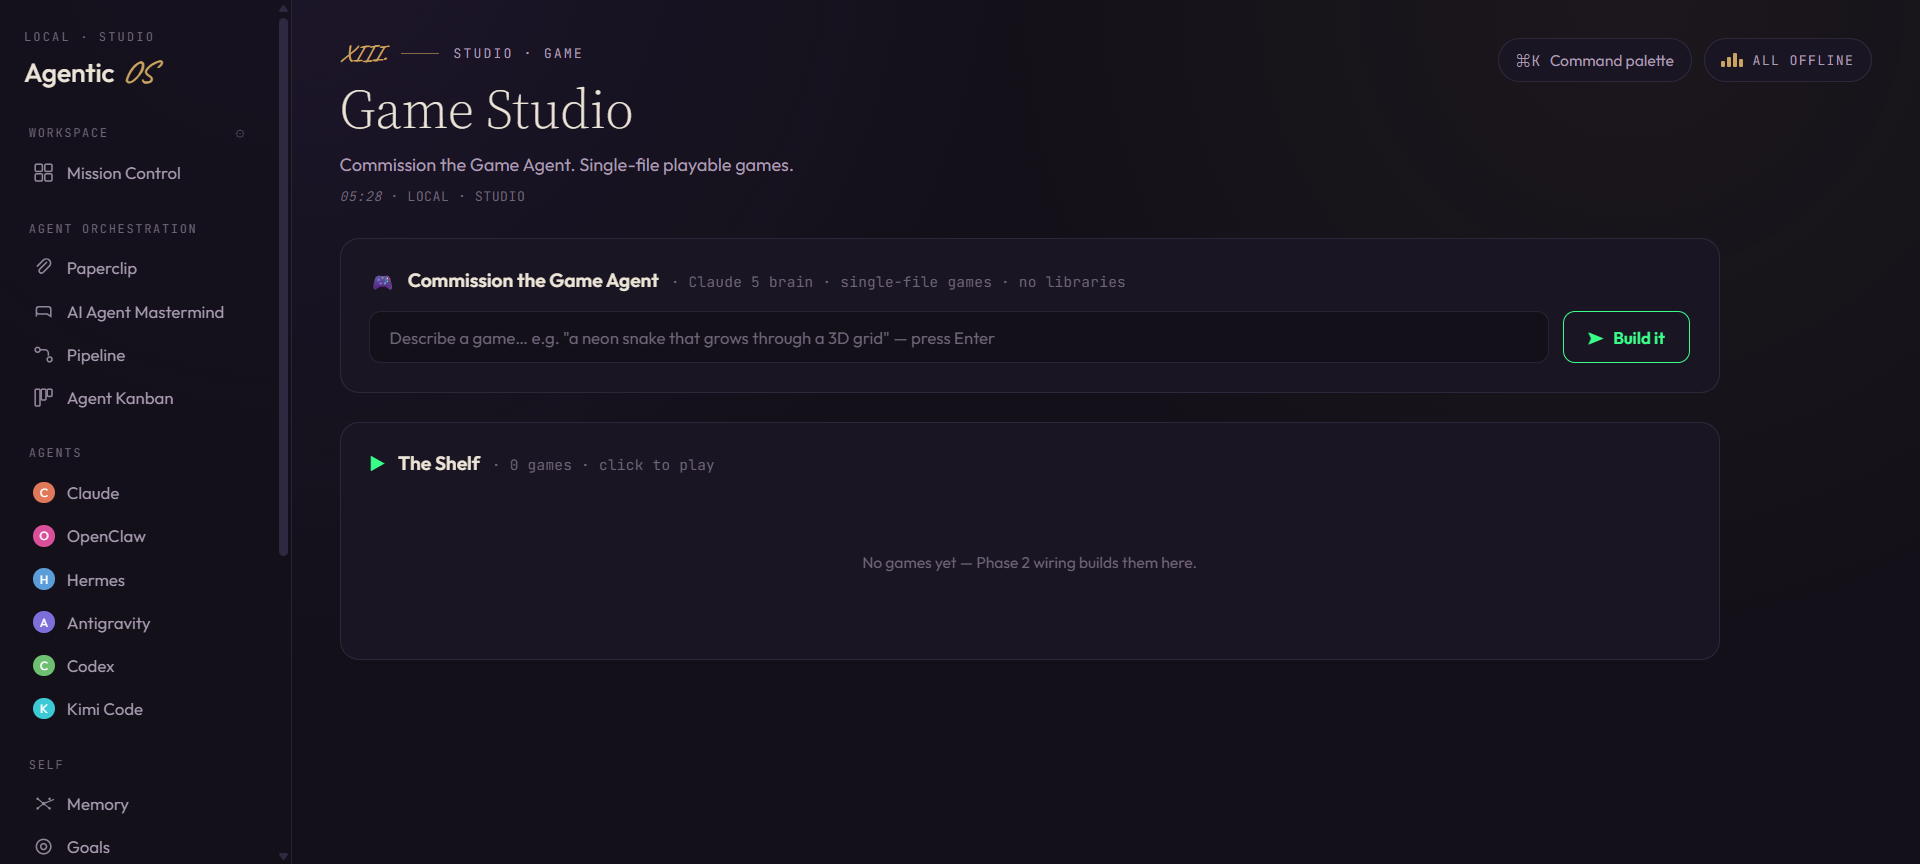 LOCAL · STUDIO
Agentic OS
WORKSPACE
Mission Control
AGENT ORCHESTRATION
Paperclip
AI Agent Mastermind
Pipeline
Agent Kanban
AGENTS
C Claude
O OpenClaw
H Hermes
A Antigravity
C Codex
K Kimi Code
SELF
Memory
Goals
XIII. STUDIO · GAME
Game Studio
Commission the Game Agent. Single-file playable games.
05:28 · LOCAL · STUDIO
⌘K Command palette
ALL OFFLINE
Commission the Game Agent · Claude 5 brain · single-file games · no libraries
Describe a game… e.g. "a neon snake that grows through a 3D grid" — press Enter
Build it
The Shelf · 0 games · click to play
No games yet — Phase 2 wiring builds them here.